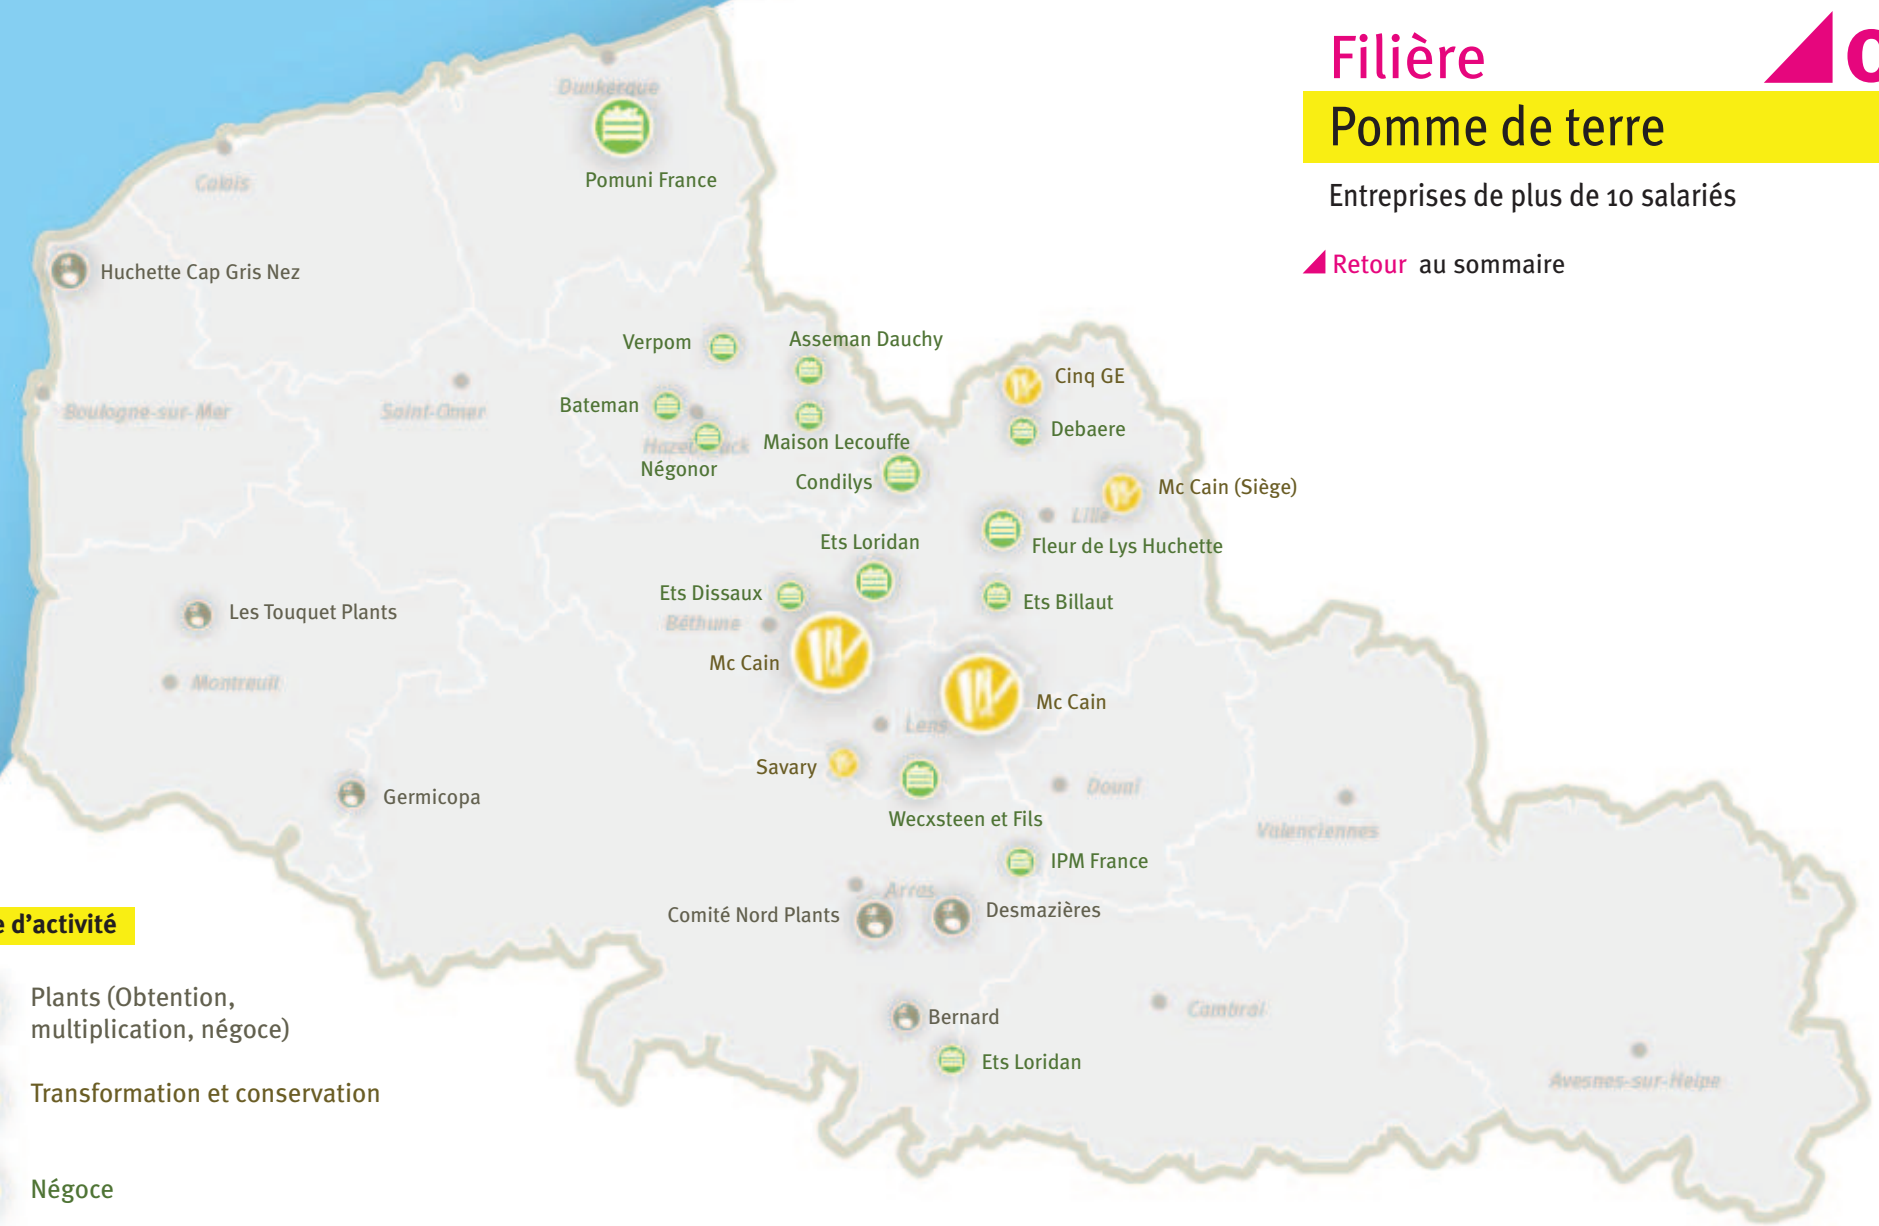 Filière
Pomme de terre
Entreprises de plus de 10 salariés
Retour au sommaire
Dunkerque
Pomuni France
Calais
Huchette Cap Gris Nez
Verpom
Asseman Dauchy
Cinq GE
Boulogne-sur-Mer
Saint-Omer
Bateman
Debaere
Maison Lecouffe
Négonor
Condilys
Mc Cain (Siège)
Lille
Ets Loridan
Fleur de Lys Huchette
Ets Dissaux
Ets Billaut
Les Touquet Plants
Béthune
Mc Cain
Montreuil
Mc Cain
Lens
Savary
Douai
Germicopa
Wecxsteen et Fils
Valenciennes
IPM France
Arras
Comité Nord Plants
Desmazières
Cambrai
Bernard
Ets Loridan
Avesnes-sur-Helpe
d'activité
Plants (Obtention,
multiplication, négoce)
Transformation et conservation
Négoce